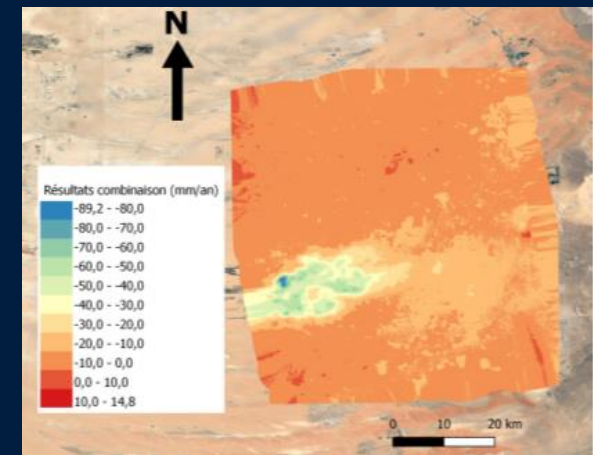 N
Résultats combinaison (mm/an)
-89,2 - -80,0
-80,0 - -70,0
-70,0 - -60,0
-60,0 - -50,0
-50,0 - -40,0
-40,0 - -30,0
-30,0 - -20,0
-20,0 - -10,0
-10,0 - 0,0
0,0 - 10,0
10,0 - 14,8
0 10 20 km